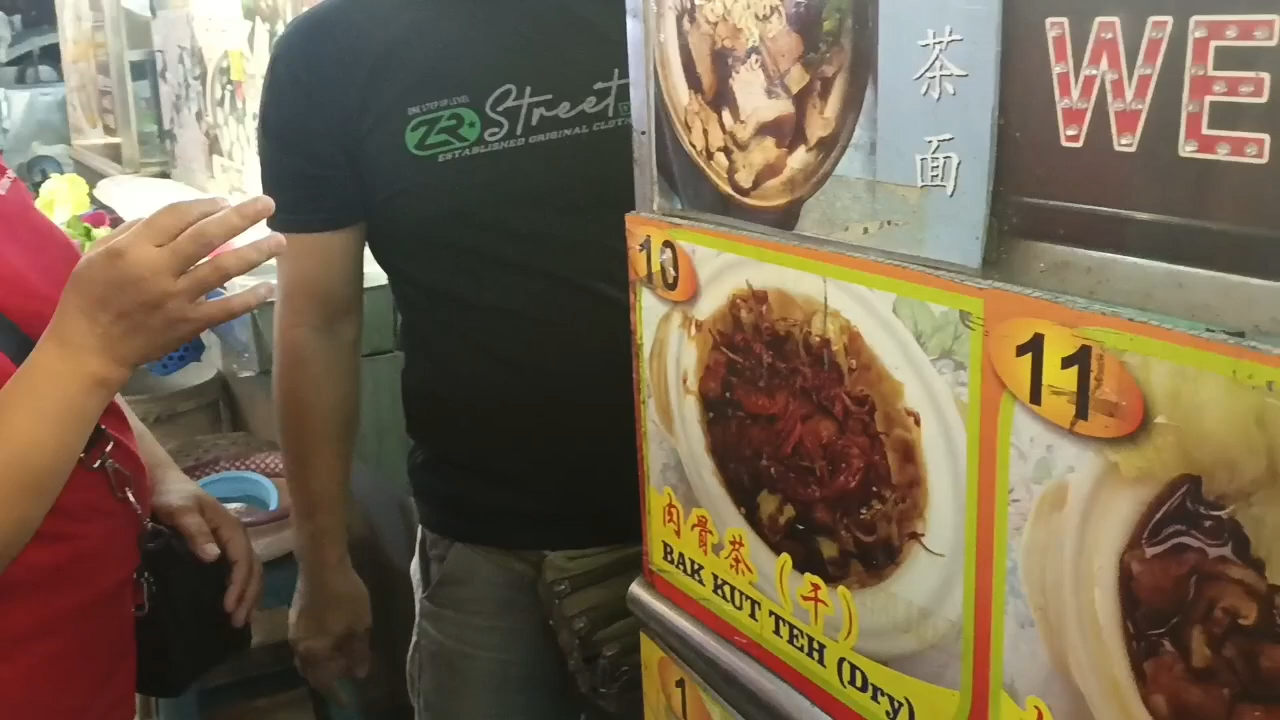 ONE STEP UP LEVEL
ZR Street
ESTABLISHED ORIGINAL
茶面
WE
10
11
肉骨茶（干）
BAK KUT TEH (Dry)
1